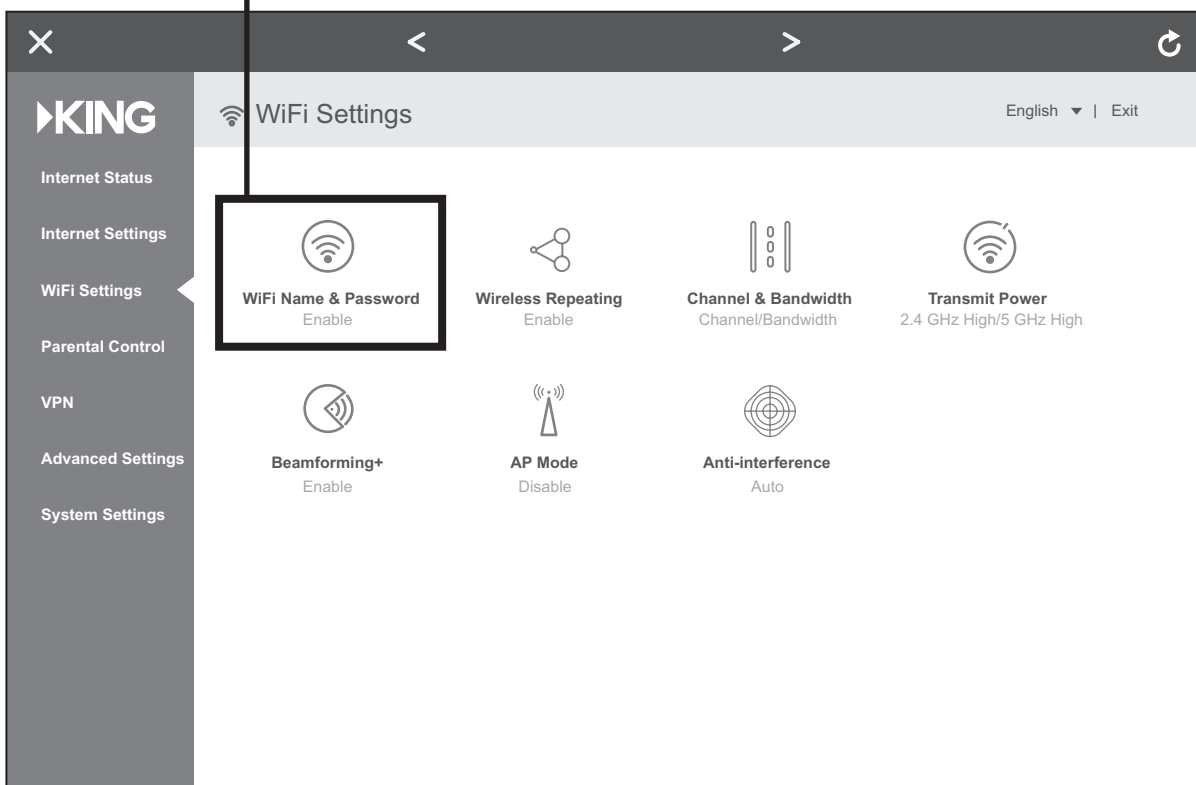 KING
WiFi Settings
English | Exit
Internet Status
Internet Settings
WiFi Settings
Parental Control
VPN
Advanced Settings
System Settings
WiFi Name & Password
Enable
Wireless Repeating
Enable
Channel & Bandwidth
Channel/Bandwidth
Transmit Power
2.4 GHz High/5 GHz High
Beamforming+
Enable
AP Mode
Disable
Anti-interference
Auto